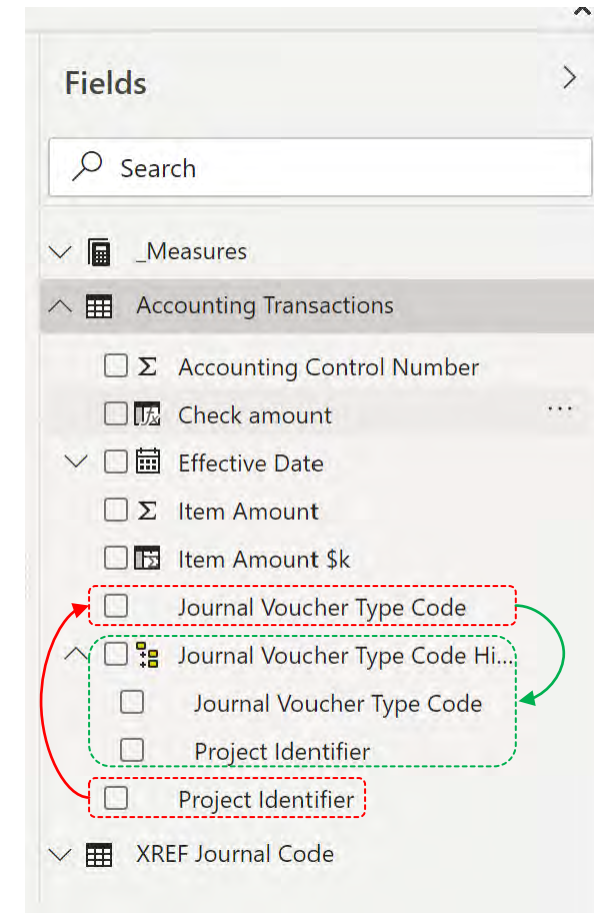 Fields
Search
_Measures
Accounting Transactions
Accounting Control Number
Check amount
Effective Date
Item Amount
Item Amount $k
Journal Voucher Type Code
Journal Voucher Type Code Hi...
Journal Voucher Type Code
Project Identifier
Project Identifier
XREF Journal Code